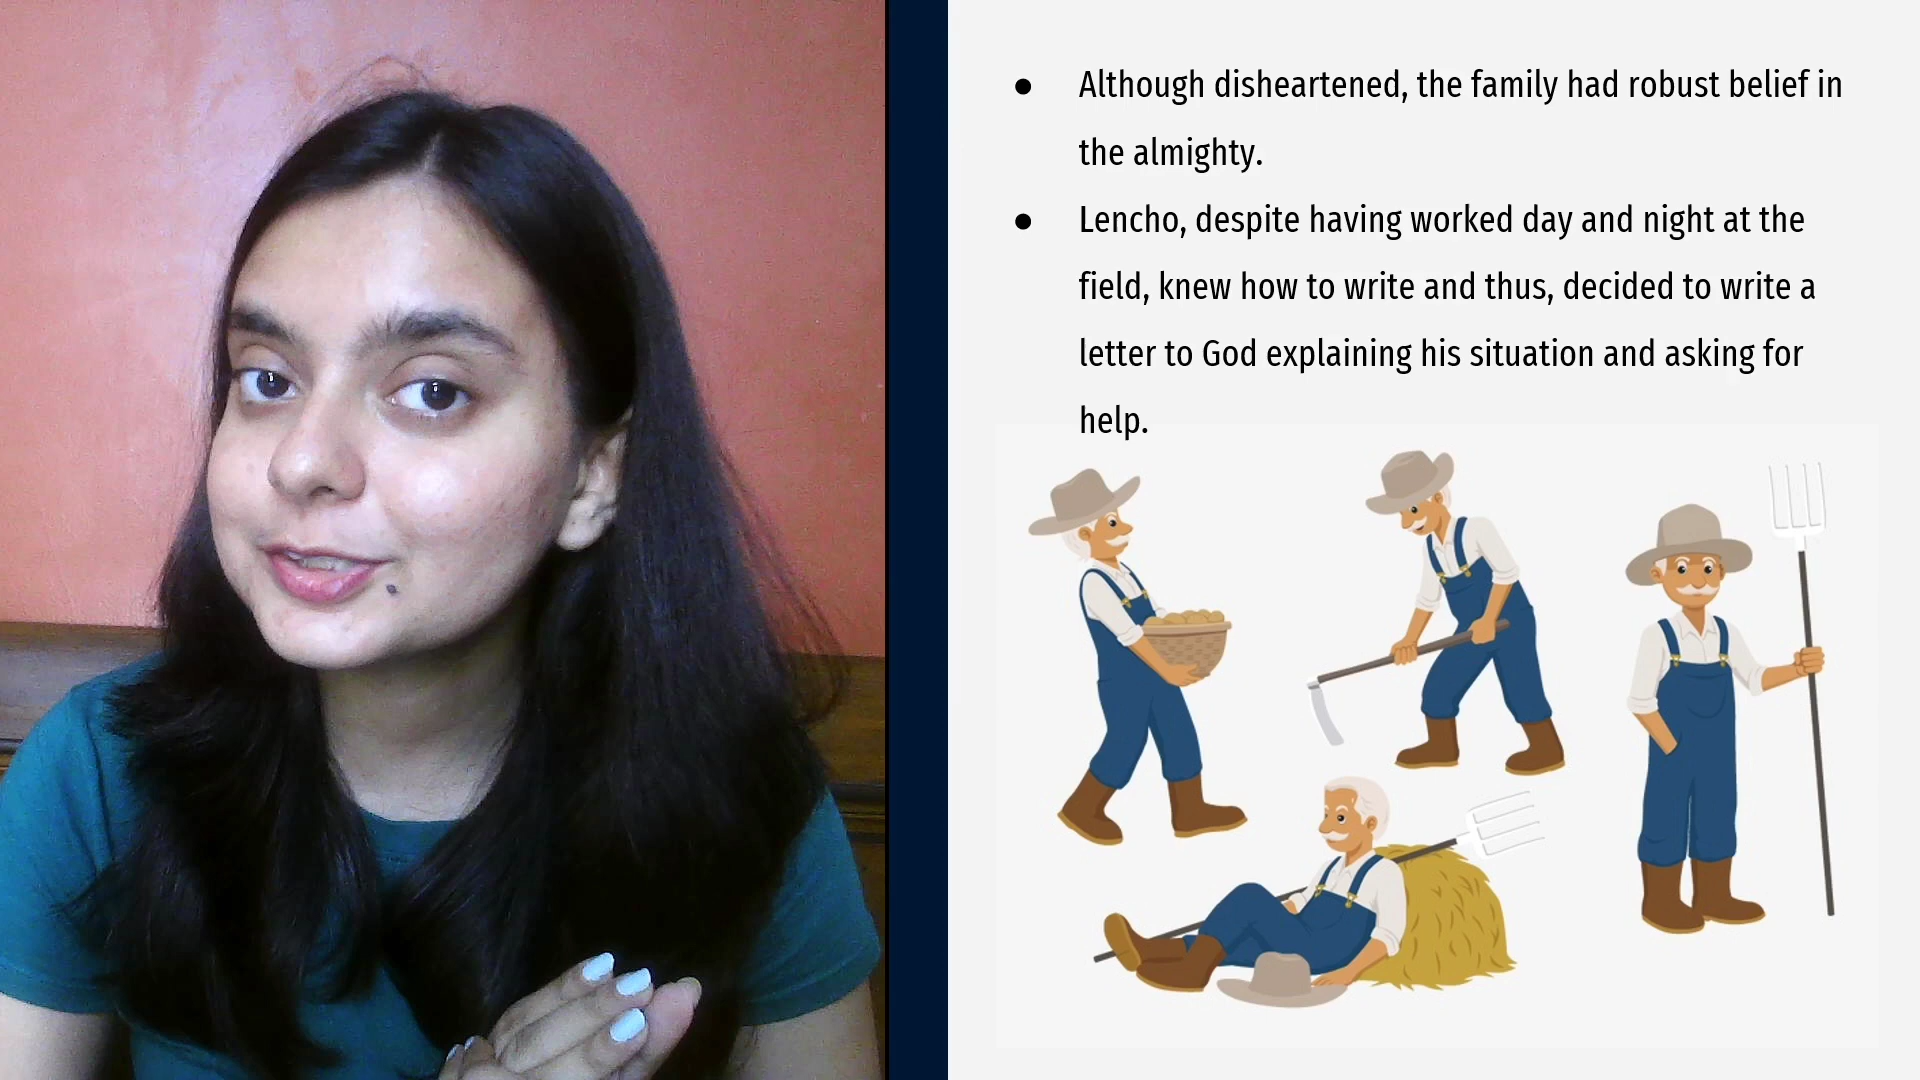 ● Although disheartened, the family had robust belief in
the almighty.
● Lencho, despite having worked day and night at the
field, knew how to write and thus, decided to write a
letter to God explaining his situation and asking for
help.